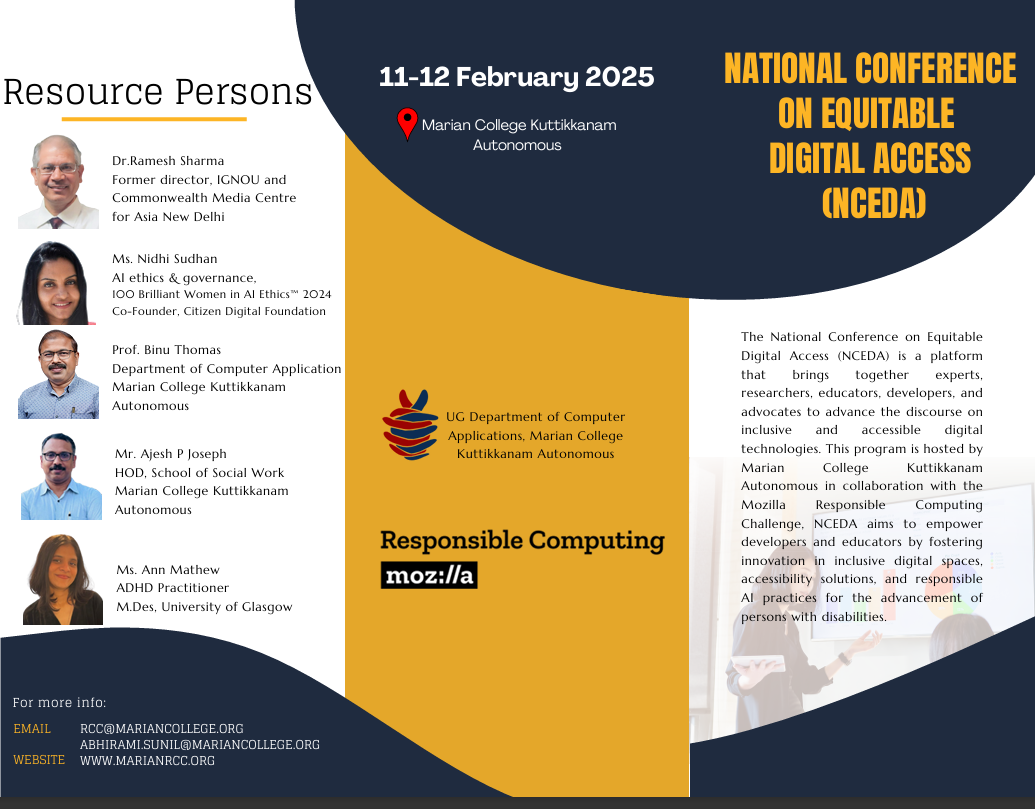 Resource Persons
Dr.Ramesh Sharma
Former director, IGNOU and
Commonwealth Media Centre
for Asia New Delhi
Ms. Nidhi Sudhan
AI ethics & governance,
100 Brilliant Women in AI Ethics™ 2024
Co-Founder, Citizen Digital Foundation
Prof. Binu Thomas
Department of Computer Application
Marian College Kuttikkanam
Autonomous
Mr. Ajesh P Joseph
HOD, School of Social Work
Marian College Kuttikkanam
Autonomous
Ms. Ann Mathew
ADHD Practitioner
M.Des, University of Glasgow
For more info:
EMAIL RCC@MARIANCOLLEGE.ORG
ABHIRAMI.SUNIL@MARIANCOLLEGE.ORG
WEBSITE WWW.MARIANRCC.ORG
11-12 February 2025
Marian College Kuttikkanam
Autonomous
UG Department of Computer
Applications, Marian College
Kuttikkanam Autonomous
Responsible Computing
moz://a
NATIONAL CONFERENCE
ON EQUITABLE
DIGITAL ACCESS
(NCEDA)
The National Conference on Equitable
Digital Access (NCEDA) is a platform
that brings together experts,
researchers, educators, developers, and
advocates to advance the discourse on
inclusive and accessible digital
technologies. This program is hosted by
Marian College Kuttikkanam
Autonomous in collaboration with the
Mozilla Responsible Computing
Challenge, NCEDA aims to empower
developers and educators by fostering
innovation in inclusive digital spaces,
accessibility solutions, and responsible
AI practices for the advancement of
persons with disabilities.